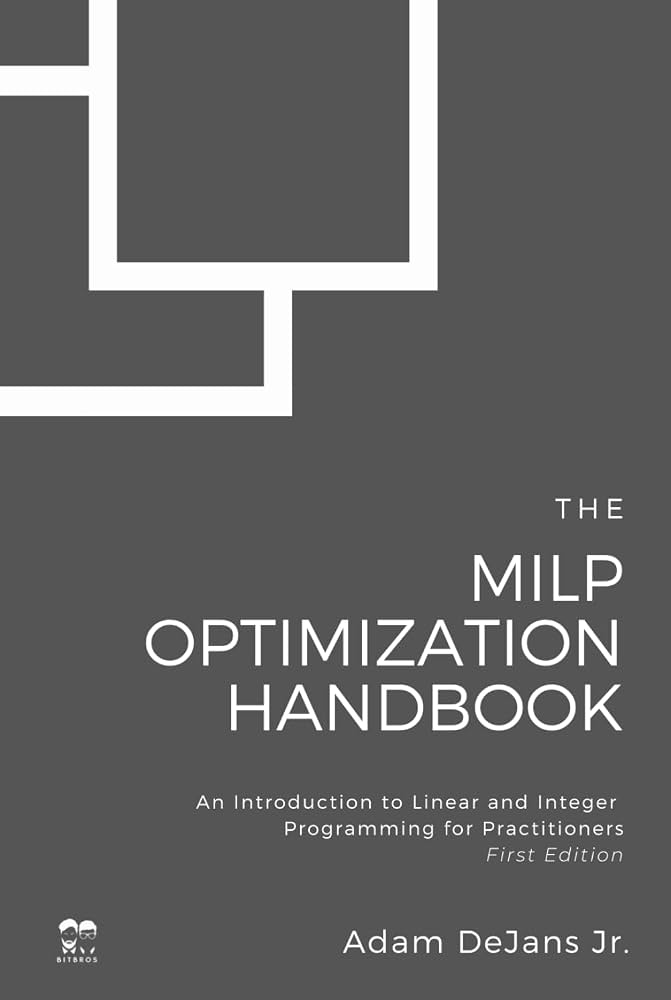 THE
MILP
OPTIMIZATION
HANDBOOK
An Introduction to Linear and Integer
Programming for Practitioners
First Edition
BITBROS
Adam DeJans Jr.